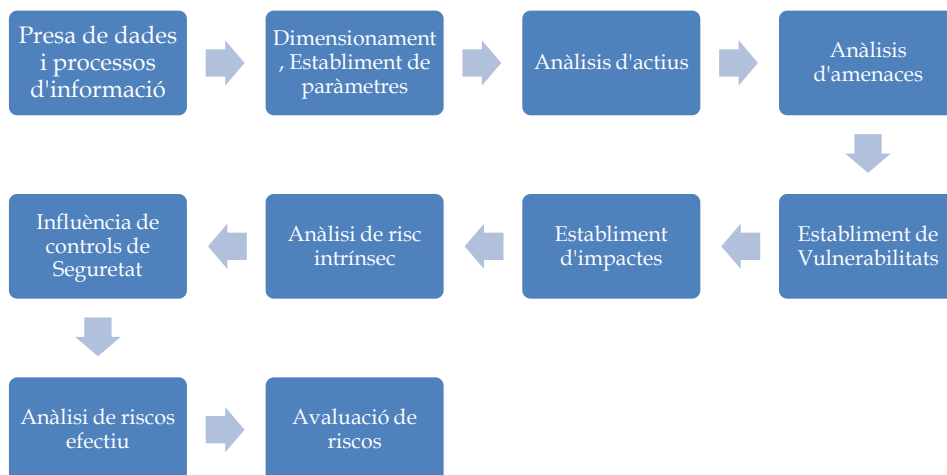 Presa de dades
i processos
d'informació
Dimensionament
, Establiment de
paràmetres
Anàlisis d'actius
Anàlisis
d'amenaces
Establiment de
Vulnerabilitats
Establiment
d'impactes
Anàlisi de risc
intrínsec
Influència de
controls de
Seguretat
Anàlisi de riscos
efectiu
Avaluació de
riscos